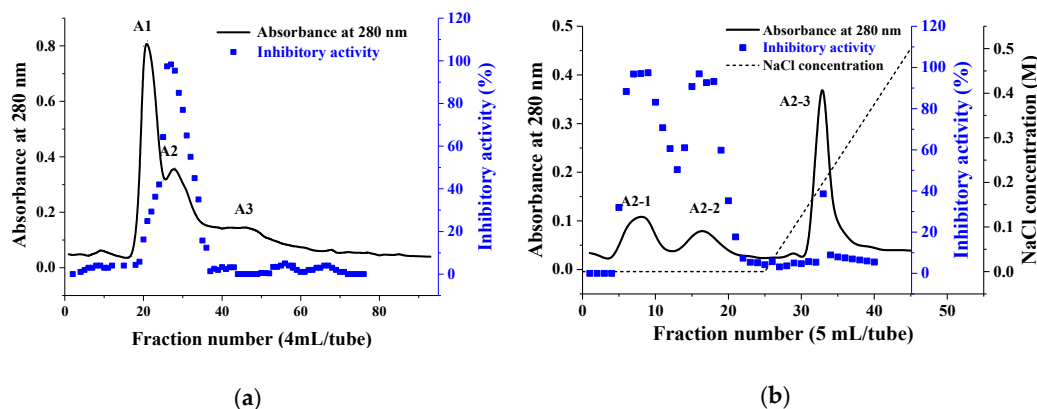 A1
Absorbance at 280 nm
Inhibitory activity
A2
A3
0.8
0.6
0.4
0.2
0.0
Absorbance at 280 nm
120
100
80
60
40
20
0
Inhibitory activity (%)
0 20 40 60 80
Fraction number (4mL/tube)
(a)
Absorbance at 280 nm
Inhibitory activity
NaCl concentration
A2-1
A2-2
A2-3
0.5
0.4
0.3
0.2
0.1
0.0
Absorbance at 280 nm
120
100
80
60
40
20
0
Inhibitory activity (%)
0.5
0.4
0.3
0.2
0.1
0.0
NaCl concentration (M)
0 10 20 30 40 50
Fraction number (5 mL/tube)
(b)